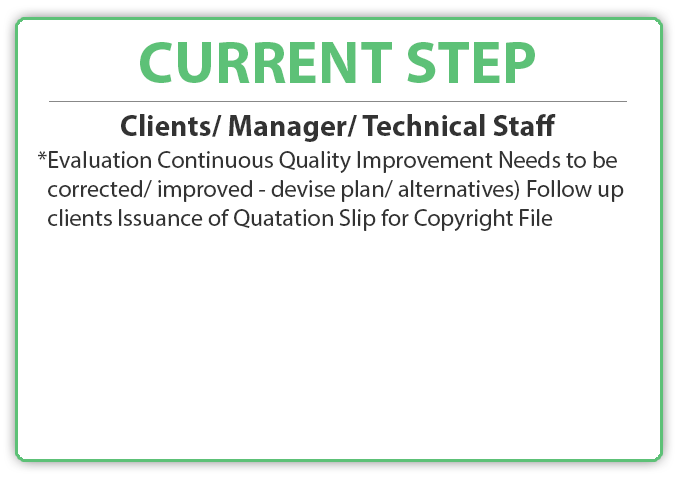 CURRENT STEP
Clients/ Manager/ Technical Staff
*Evaluation Continuous Quality Improvement Needs to be
corrected/ improved - devise plan/ alternatives) Follow up
clients Issuance of Quatation Slip for Copyright File